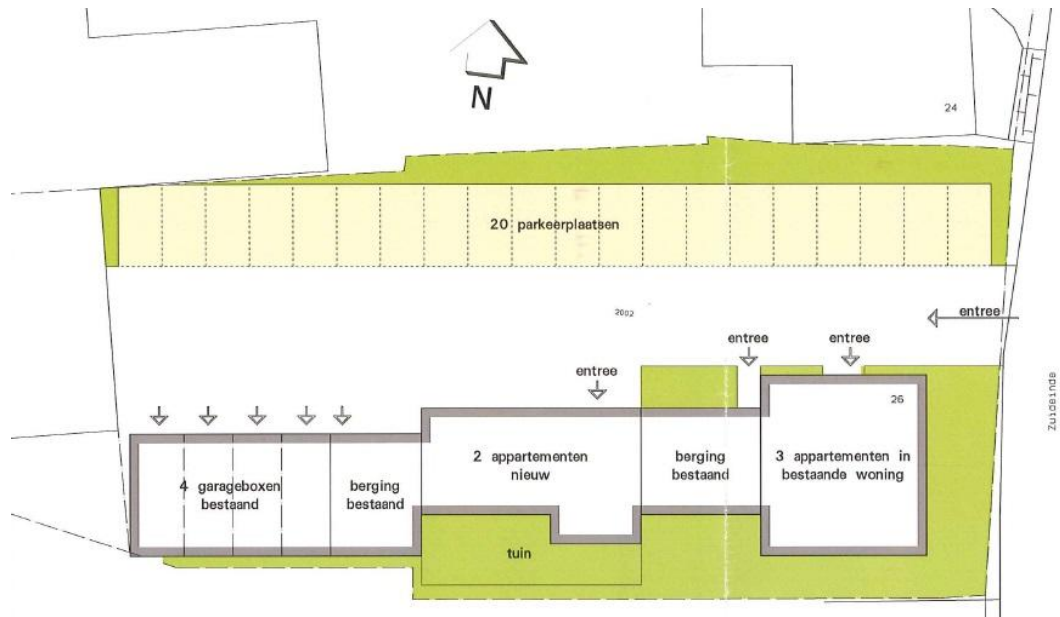 N
24
20 parkeerplaatsen
2002
entree
entree
entree
entree
26
Zuideinde
4 garageboxen
bestaand
berging
bestaand
2 appartementen
nieuw
berging
bestaand
3 appartementen in
bestaande woning
tuin